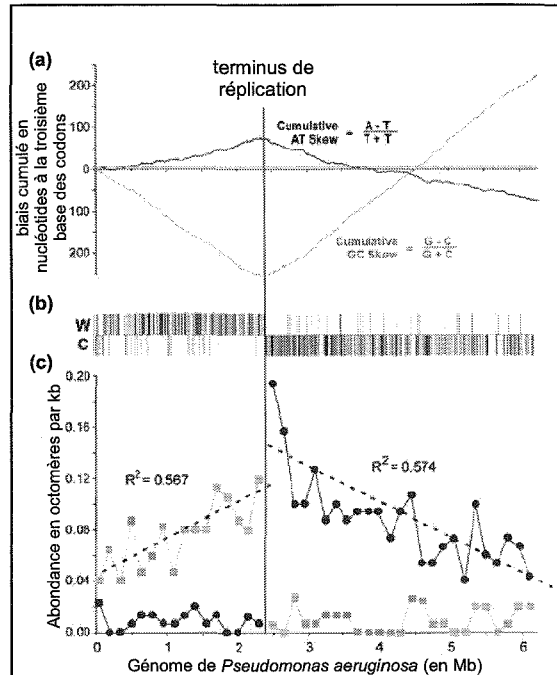 (a)
terminus de
réplication
Cumulative
AT Skew = A - T
T + T
biais cumulé en
nucléotides à la troisième
base des codons
200
100
0
100
200
Cumulative
GC Skew = G - C
G + C
(b)
W
C
(c)
0.20
0.16
0.12
0.08
0.04
0.00
Abondance en octomères par kb
R² = 0.567
R² = 0.574
0 1 2 3 4 5 6
Génome de Pseudomonas aeruginosa (en Mb)